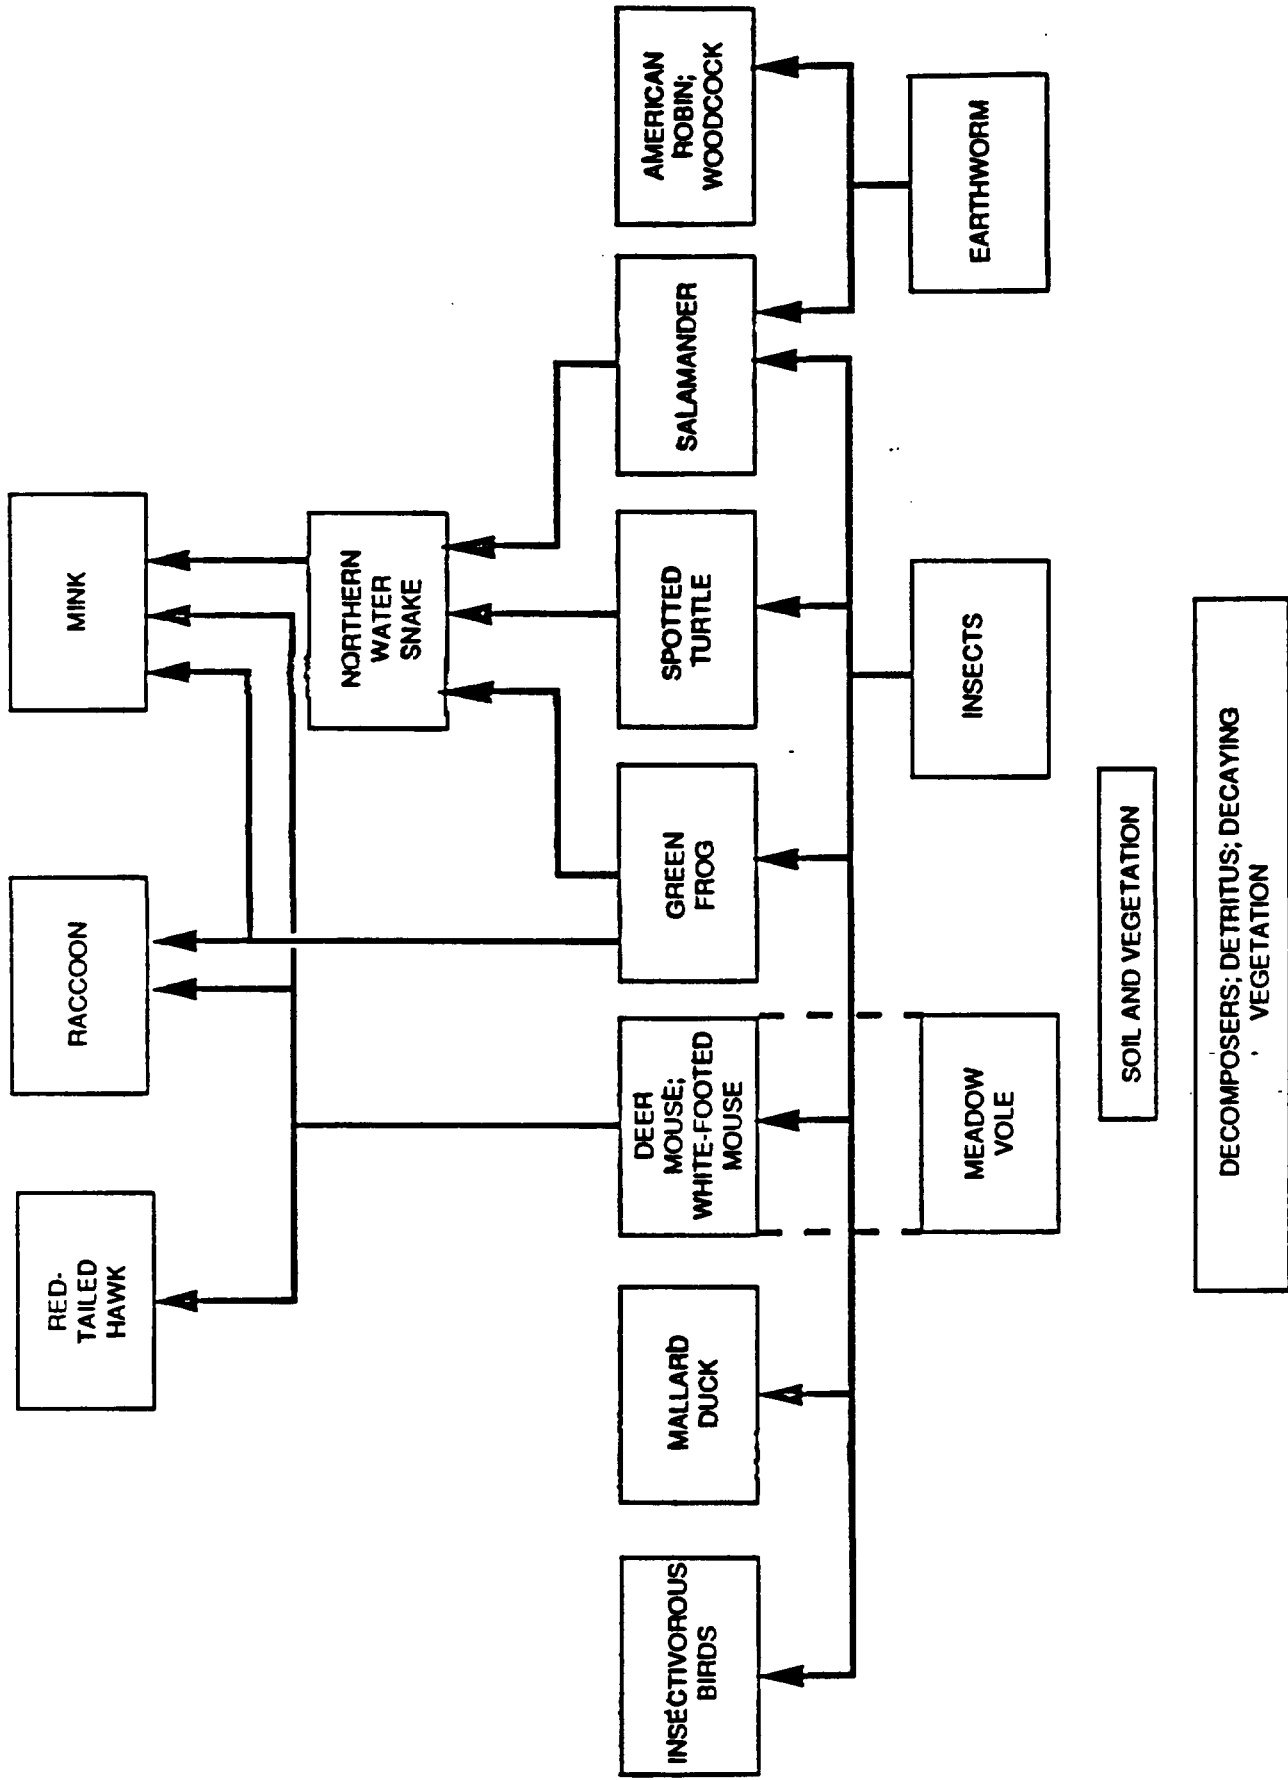 RED-
TAILED
HAWK
RACCOON
MINK
NORTHERN
WATER
SNAKE
INSECTIVOROUS
BIRDS
MALLARD
DUCK
DEER
MOUSE;
WHITE-FOOTED
MOUSE
GREEN
FROG
SPOTTED
TURTLE
SALAMANDER
AMERICAN
ROBIN;
WOODCOCK
MEADOW
VOLE
INSECTS
EARTHWORM
SOIL AND VEGETATION
DECOMPOSERS; DETRITUS; DECAYING
VEGETATION